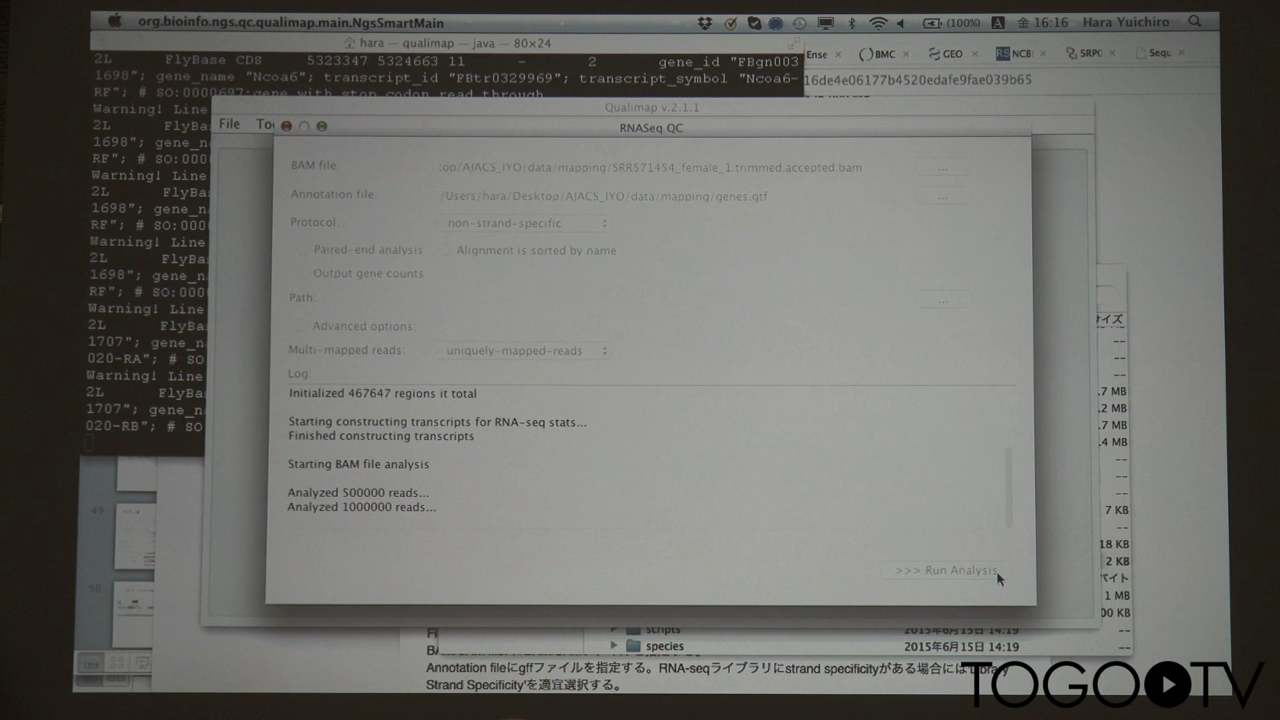 org.bioinfo.ngs.qc.qualimap.main.NgsSmartMain
(100%) A 金 16:16 Hara Yuichiro
hara — qualimap — java — 80×24
Ense × BMC × GEO × NCB × SRPO × Sequ ×
2L FlyBase CDS 5323347 5324663 11 - 2 gene_id "FBgn003
1698"; gene_name "Ncoa6"; transcript_id "FBtr0329969"; transcript_symbol "Ncoa6-
RF"; # SO:0000697:gene_with_stop_codon_read_through
16de4e06177b4520edafe9fae039b65
Warning! Line
2L FlyBa
1698"; gene_n
RF"; # SO:000
Warning! Line
2L FlyBa
1698"; gene_n
RF"; # SO:000
Warning! Line
2L FlyBa
1698"; gene_n
RF"; # SO:000
Warning! Line
2L FlyBa
1707"; gene_n
020-RA"; # SO
Warning! Line
2L FlyBa
1707"; gene_n
020-RB"; # SO
Qualimap v.2.1.1
File Too
RNASeq QC
BAM file: :op/AJACS_IYO/data/mapping/SRR571454_female_1.trimmed.accepted.bam ...
Annotation file: /Users/hara/Desktop/AJACS_IYO/data/mapping/genes.gtf ...
Protocol: non-strand-specific
Paired-end analysis Alignment is sorted by name
Output gene counts
Path: ...
Advanced options:
Multi-mapped reads: uniquely-mapped-reads
Log:
Initialized 467647 regions it total
Starting constructing transcripts for RNA-seq stats...
Finished constructing transcripts
Starting BAM file analysis
Analyzed 500000 reads...
Analyzed 1000000 reads...
>>> Run Analysis
イズ
--
--
--
.7 MB
.2 MB
.7 MB
.4 MB
--
--
7 KB
--
18 KB
2 KB
バイト
1 MB
00 KB
49
50
scripts 2015年6月15日 14:19 --
species 2015年6月15日 14:19 --
Annotation fileにgffファイルを指定する。RNA-seqライブラリにstrand specificityがある場合には'Library
Strand Specificity'を適宜選択する。
TOGO TV